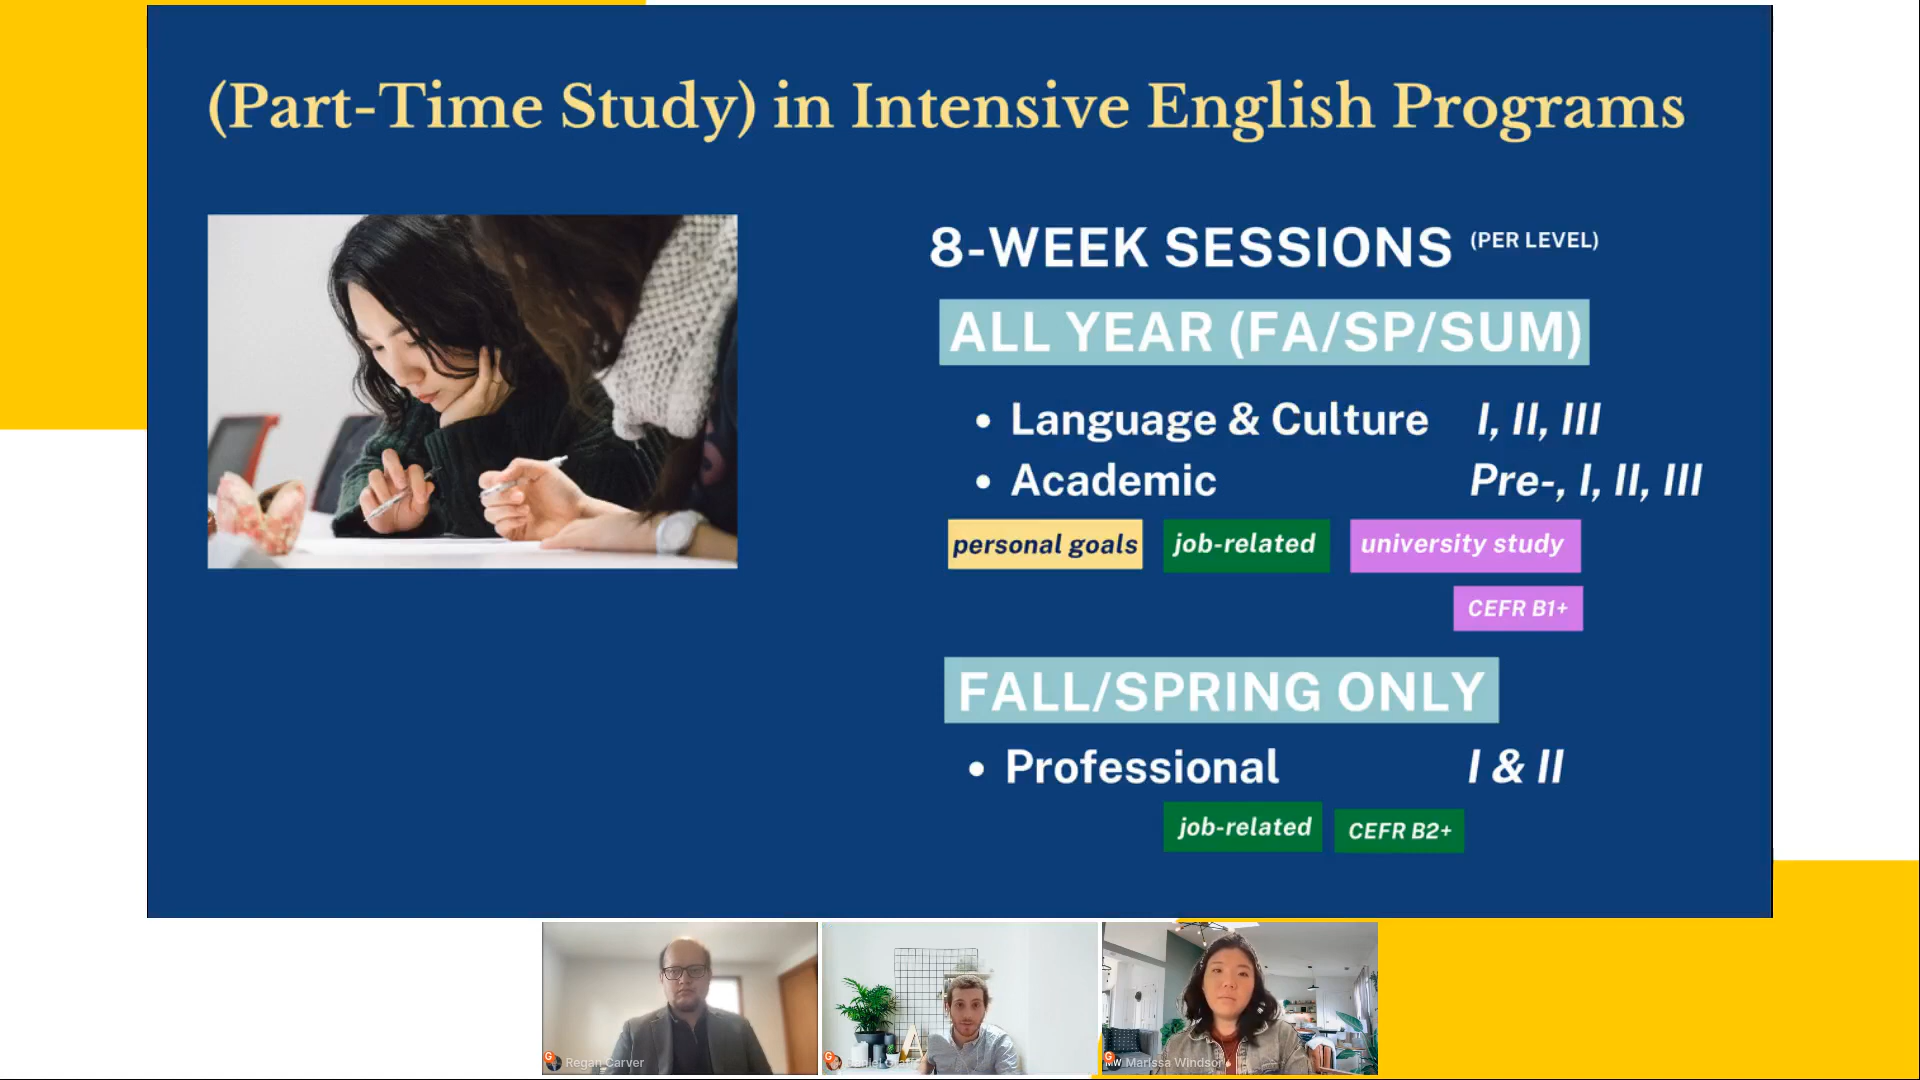 (Part-Time Study) in Intensive English Programs
8-WEEK SESSIONS (PER LEVEL)
ALL YEAR (FA/SP/SUM)
• Language & Culture I, II, III
• Academic Pre-, I, II, III
personal goals job-related university study
CEFR B1+
FALL/SPRING ONLY
• Professional I & II
job-related CEFR B2+
G Regan Carver
G
G MW Marissa Windsor
A